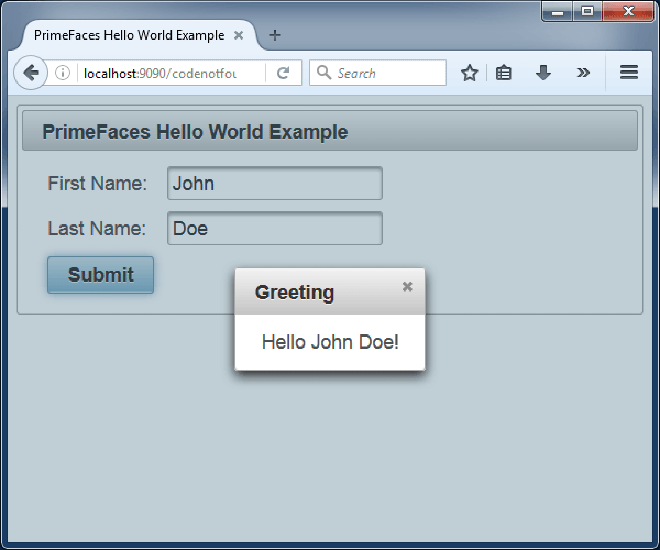 PrimeFaces Hello World Example
localhost:9090/codenotfou
Search
PrimeFaces Hello World Example
First Name: John
Last Name: Doe
Submit
Greeting
Hello John Doe!